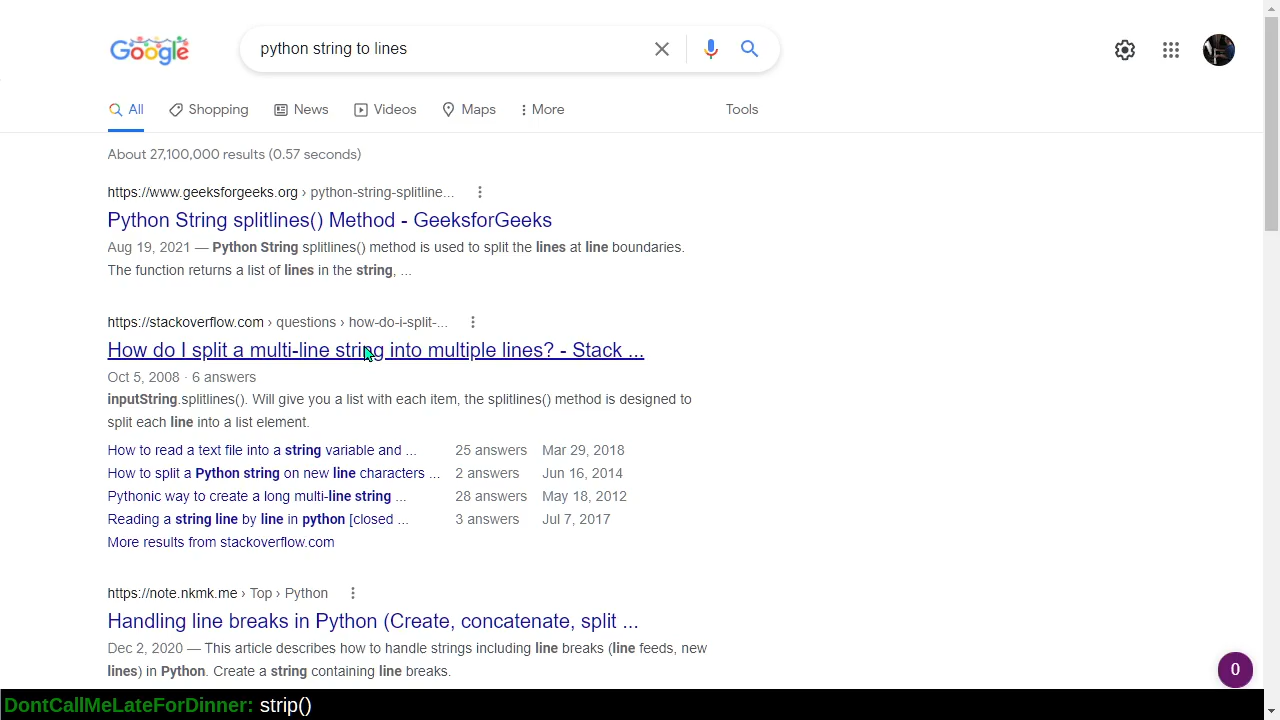 Google
python string to lines
All
Shopping
News
Videos
Maps
More
Tools
About 27,100,000 results (0.57 seconds)
https://www.geeksforgeeks.org › python-string-splitline...
Python String splitlines() Method - GeeksforGeeks
Aug 19, 2021 — Python String splitlines() method is used to split the lines at line boundaries.
The function returns a list of lines in the string, ...
https://stackoverflow.com › questions › how-do-i-split-...
How do I split a multi-line string into multiple lines? - Stack ...
Oct 5, 2008 · 6 answers
inputString.splitlines(). Will give you a list with each item, the splitlines() method is designed to
split each line into a list element.
How to read a text file into a string variable and ... 25 answers Mar 29, 2018
How to split a Python string on new line characters ... 2 answers Jun 16, 2014
Pythonic way to create a long multi-line string ... 28 answers May 18, 2012
Reading a string line by line in python [closed ... 3 answers Jul 7, 2017
More results from stackoverflow.com
https://note.nkmk.me › Top › Python
Handling line breaks in Python (Create, concatenate, split ...
Dec 2, 2020 — This article describes how to handle strings including line breaks (line feeds, new
lines) in Python. Create a string containing line breaks.
0
DontCallMeLateForDinner: strip()